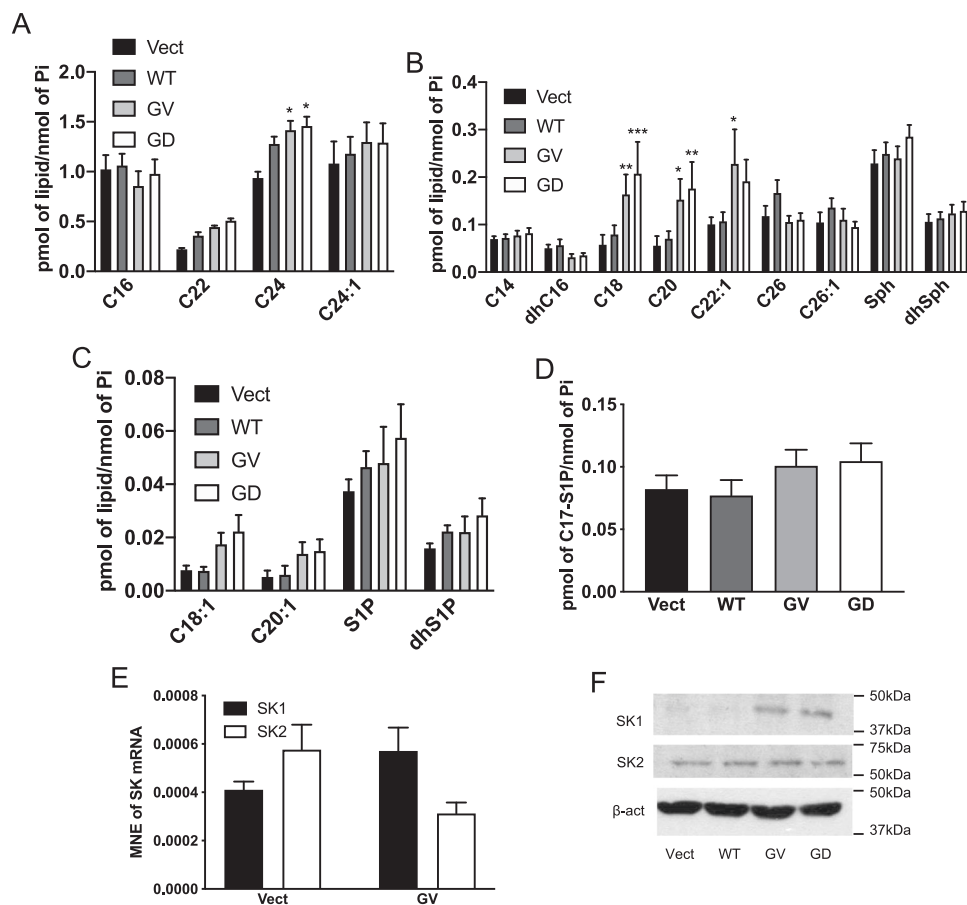 A
Vect
WT
GV
GD
pmol of lipid/nmol of Pi
2.0
1.5
1.0
0.5
0.0
* *
C16
C22
C24
C24:1
B
Vect
WT
GV
GD
pmol of lipid/nmol of Pi
0.4
0.3
0.2
0.1
0.0
** *** * ** *
C14
dhC16
C18
C20
C22:1
C26
C26:1
Sph
dhSph
C
Vect
WT
GV
GD
pmol of lipid/nmol of Pi
0.08
0.06
0.04
0.02
0.00
C18:1
C20:1
S1P
dhS1P
D
pmol of C17-S1P/nmol of Pi
0.15
0.10
0.05
0.00
Vect WT GV GD
E
SK1
SK2
MNE of SK mRNA
0.0008
0.0006
0.0004
0.0002
0.0000
Vect GV
F
SK1
50kDa
37kDa
SK2
75kDa
50kDa
β-act
50kDa
37kDa
Vect WT GV GD